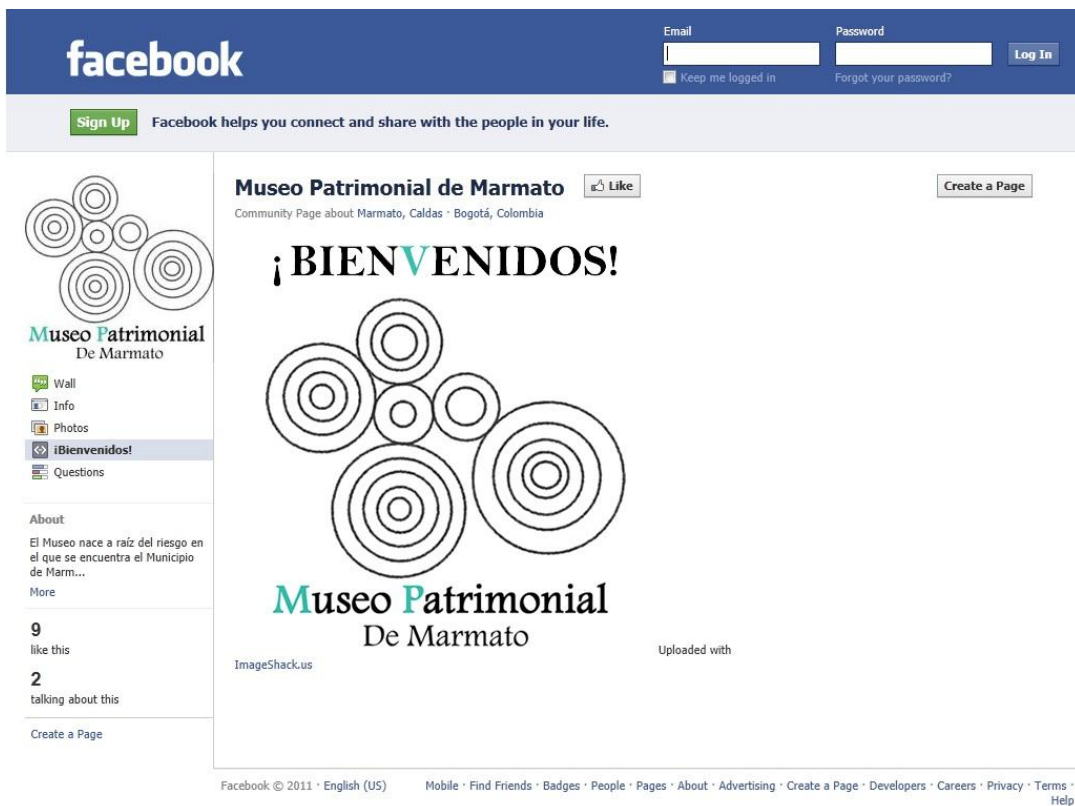 facebook
Email
Password
Log In
Keep me logged in
Forgot your password?
Sign Up
Facebook helps you connect and share with the people in your life.
Museo Patrimonial
De Marmato
Wall
Info
Photos
¡Bienvenidos!
Questions
About
El Museo nace a raíz del riesgo en
el que se encuentra el Municipio
de Marm...
More
9
like this
2
talking about this
Create a Page
Museo Patrimonial de Marmato
Like
Create a Page
Community Page about Marmato, Caldas · Bogotá, Colombia
¡BIENVENIDOS!
Museo Patrimonial
De Marmato
Uploaded with
ImageShack.us
Facebook © 2011 · English (US)
Mobile · Find Friends · Badges · People · Pages · About · Advertising · Create a Page · Developers · Careers · Privacy · Terms ·
Help